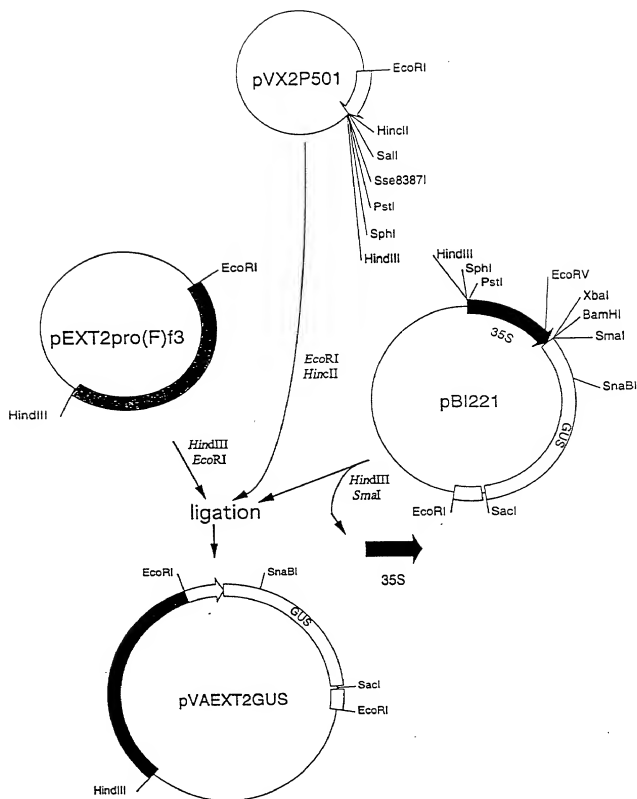 pVX2P501
EcoRI
HincII
SalI
Sse8387I
PstI
SphI
HindIII
pEXT2pro(F)f3
EcoRI
HindIII
HindIII
SphI
PstI
EcoRV
XbaI
BamHI
SmaI
35S
SnaBI
pBI221
GUS
EcoRI
SacI
EcoRI
HincII
HindIII
EcoRI
HindIII
SmaI
ligation
35S
EcoRI
SnaBI
GUS
pVAEXT2GUS
SacI
EcoRI
HindIII